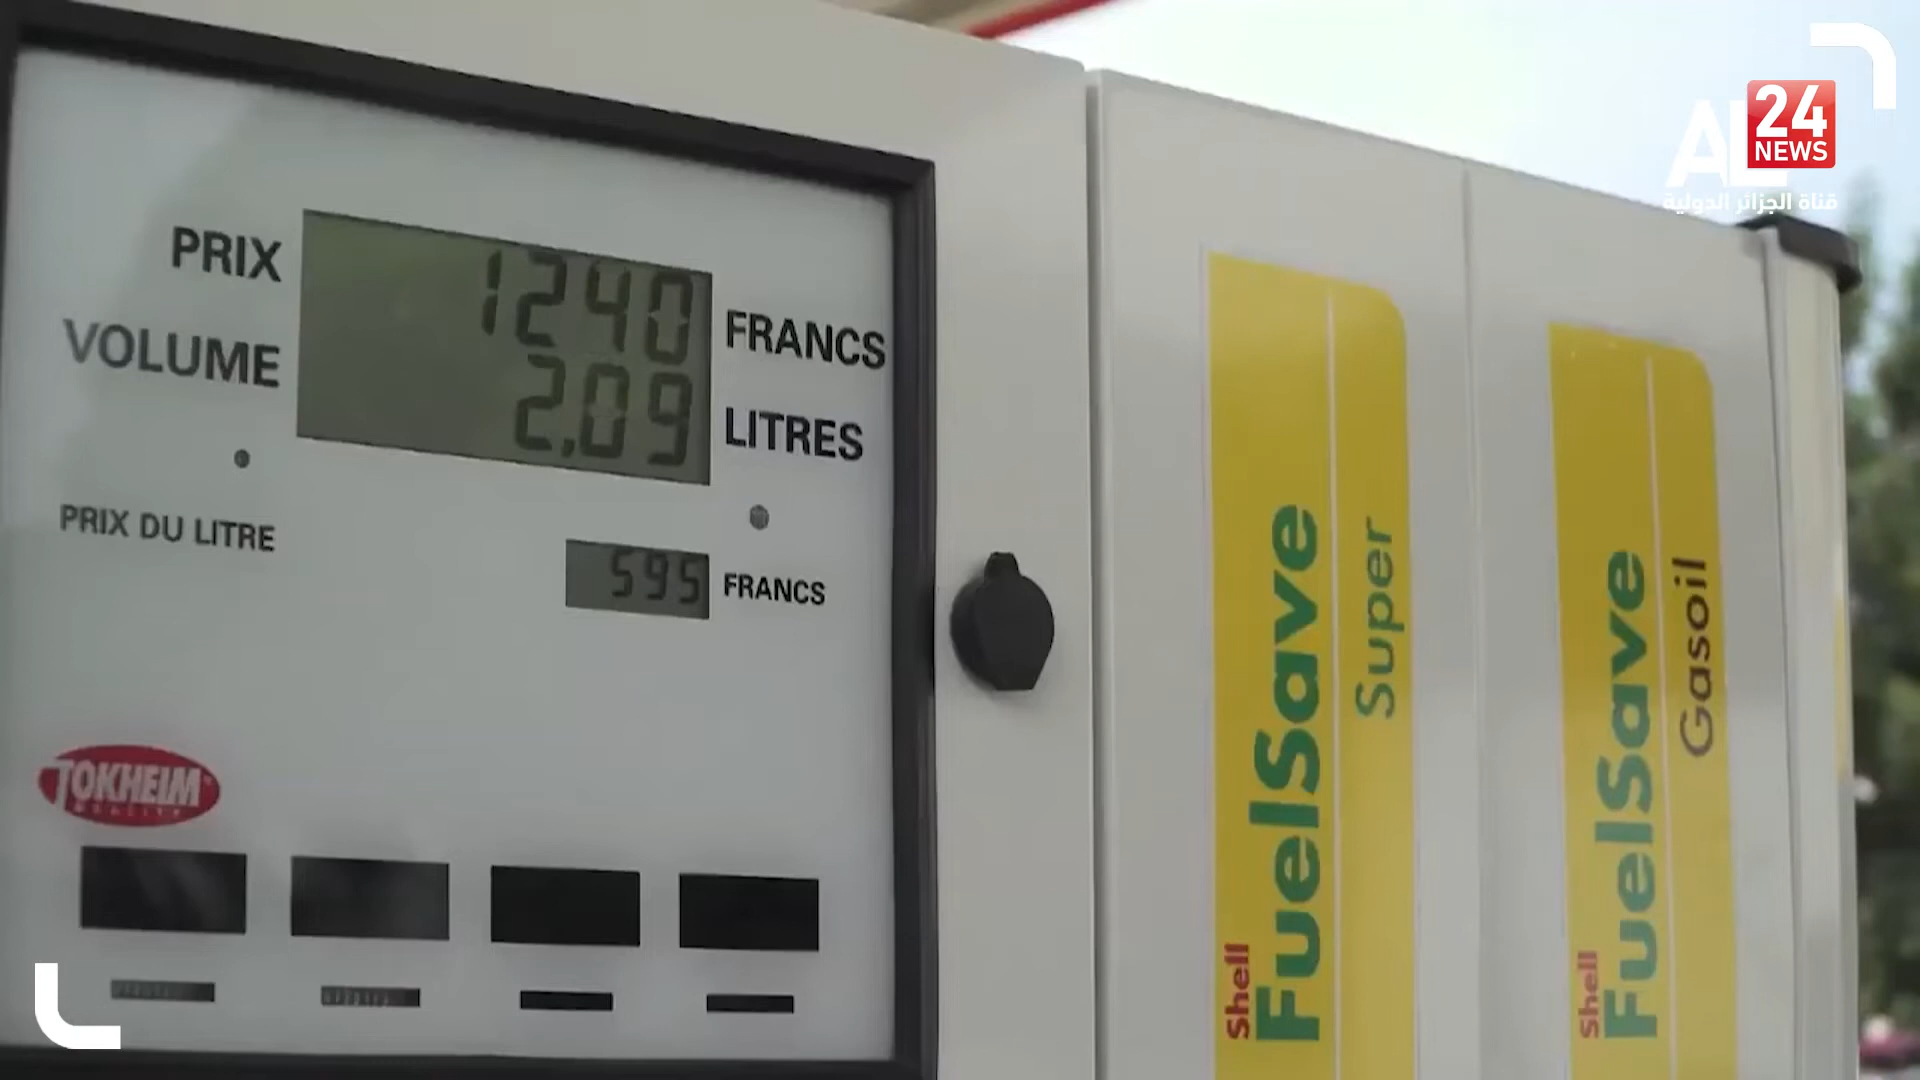 PRIX 1240 FRANCS
VOLUME 2,09 LITRES
PRIX DU LITRE 595 FRANCS
TOKHEIM
Shell
FuelSave
Super
Shell
FuelSave
Gasoil
AL 24 NEWS
قناة الجزائر الدولية